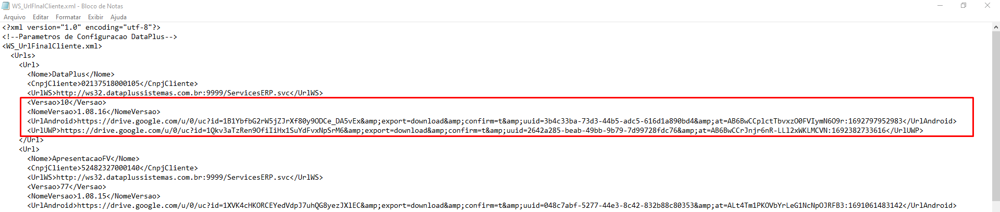 WS_UrlFInalCliente.xml - Bloco de Notas
Arquivo Editar Formatar Exibir Ajuda
<?xml version="1.0" encoding="utf-8"?>
<!--Parametros de Configuracao DataPlus-->
<WS_UrlFinalCliente.xml>
<Urls>
<Url>
<Nome>DataPlus</Nome>
<CnpjCliente>02137518000105</CnpjCliente>
<UrlWS>http://ws32.dataplussistemas.com.br:9999/ServicesERP.svc</UrlWS>
<Versao>10</Versao>
<NomeVersao>1.08.16</NomeVersao>
<UrlAndroid>https://drive.google.com/u/0/uc?id=1B1YbfbG2rW5jZJrXf80y9ODCe_DA5vEx&amp;export=download&amp;confirm=t&amp;uuid=3b4c33ba-73d3-44b5-adc5-616d1a890bd4&amp;at=AB6BwCCplctTbvxzO0FVIymN6O9r:1692797952983</UrlAndroid>
<UrlUWP>https://drive.google.com/u/0/uc?id=1Qkv3aTzRen9OfiIiHx1SuYdFvxNpSrM6&amp;export=download&amp;confirm=t&amp;uuid=2642a285-beab-49bb-9b79-7d99728fdc76&amp;at=AB6BwCCrJnjr6nR-LLl2xWKLMCVN:1692382733616</UrlUWP>
</Url>
<Url>
<Nome>ApresentacaoFV</Nome>
<CnpjCliente>52482327000140</CnpjCliente>
<UrlWS>http://ws32.dataplussistemas.com.br:9999/ServicesERP.svc</UrlWS>
<Versao>77</Versao>
<NomeVersao>1.08.15</NomeVersao>
<UrlAndroid>https://drive.google.com/u/0/uc?id=1XVK4cHKORCEYedVdpJ7uhQG8yezJXlEC&amp;export=download&amp;confirm=t&amp;uuid=048c7abf-5277-44e3-8c42-832b88c80353&amp;at=ALt4Tm1PKOVbYrLeG1NcNpOJRFB3:1691061483142</UrlAndroid>